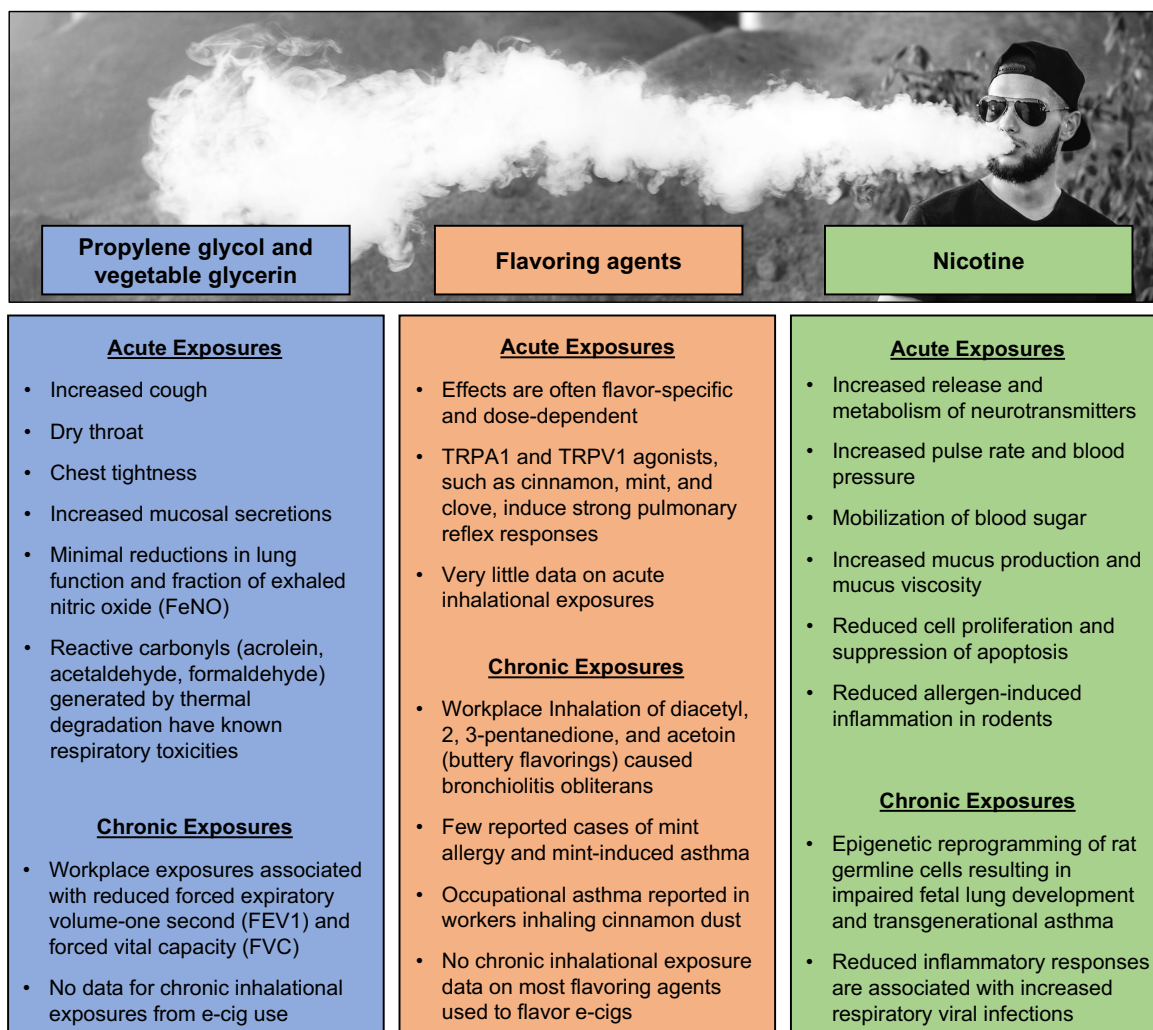 Propylene glycol and
vegetable glycerin
Flavoring agents
Nicotine
Acute Exposures
• Increased cough
• Dry throat
• Chest tightness
• Increased mucosal secretions
• Minimal reductions in lung
function and fraction of exhaled
nitric oxide (FeNO)
• Reactive carbonyls (acrolein,
acetaldehyde, formaldehyde)
generated by thermal
degradation have known
respiratory toxicities
Chronic Exposures
• Workplace exposures associated
with reduced forced expiratory
volume-one second (FEV1) and
forced vital capacity (FVC)
• No data for chronic inhalational
exposures from e-cig use
Acute Exposures
• Effects are often flavor-specific
and dose-dependent
• TRPA1 and TRPV1 agonists,
such as cinnamon, mint, and
clove, induce strong pulmonary
reflex responses
• Very little data on acute
inhalational exposures
Chronic Exposures
• Workplace Inhalation of diacetyl,
2, 3-pentanedione, and acetoin
(buttery flavorings) caused
bronchiolitis obliterans
• Few reported cases of mint
allergy and mint-induced asthma
• Occupational asthma reported in
workers inhaling cinnamon dust
• No chronic inhalational exposure
data on most flavoring agents
used to flavor e-cigs
Acute Exposures
• Increased release and
metabolism of neurotransmitters
• Increased pulse rate and blood
pressure
• Mobilization of blood sugar
• Increased mucus production and
mucus viscosity
• Reduced cell proliferation and
suppression of apoptosis
• Reduced allergen-induced
inflammation in rodents
Chronic Exposures
• Epigenetic reprogramming of rat
germline cells resulting in
impaired fetal lung development
and transgenerational asthma
• Reduced inflammatory responses
are associated with increased
respiratory viral infections